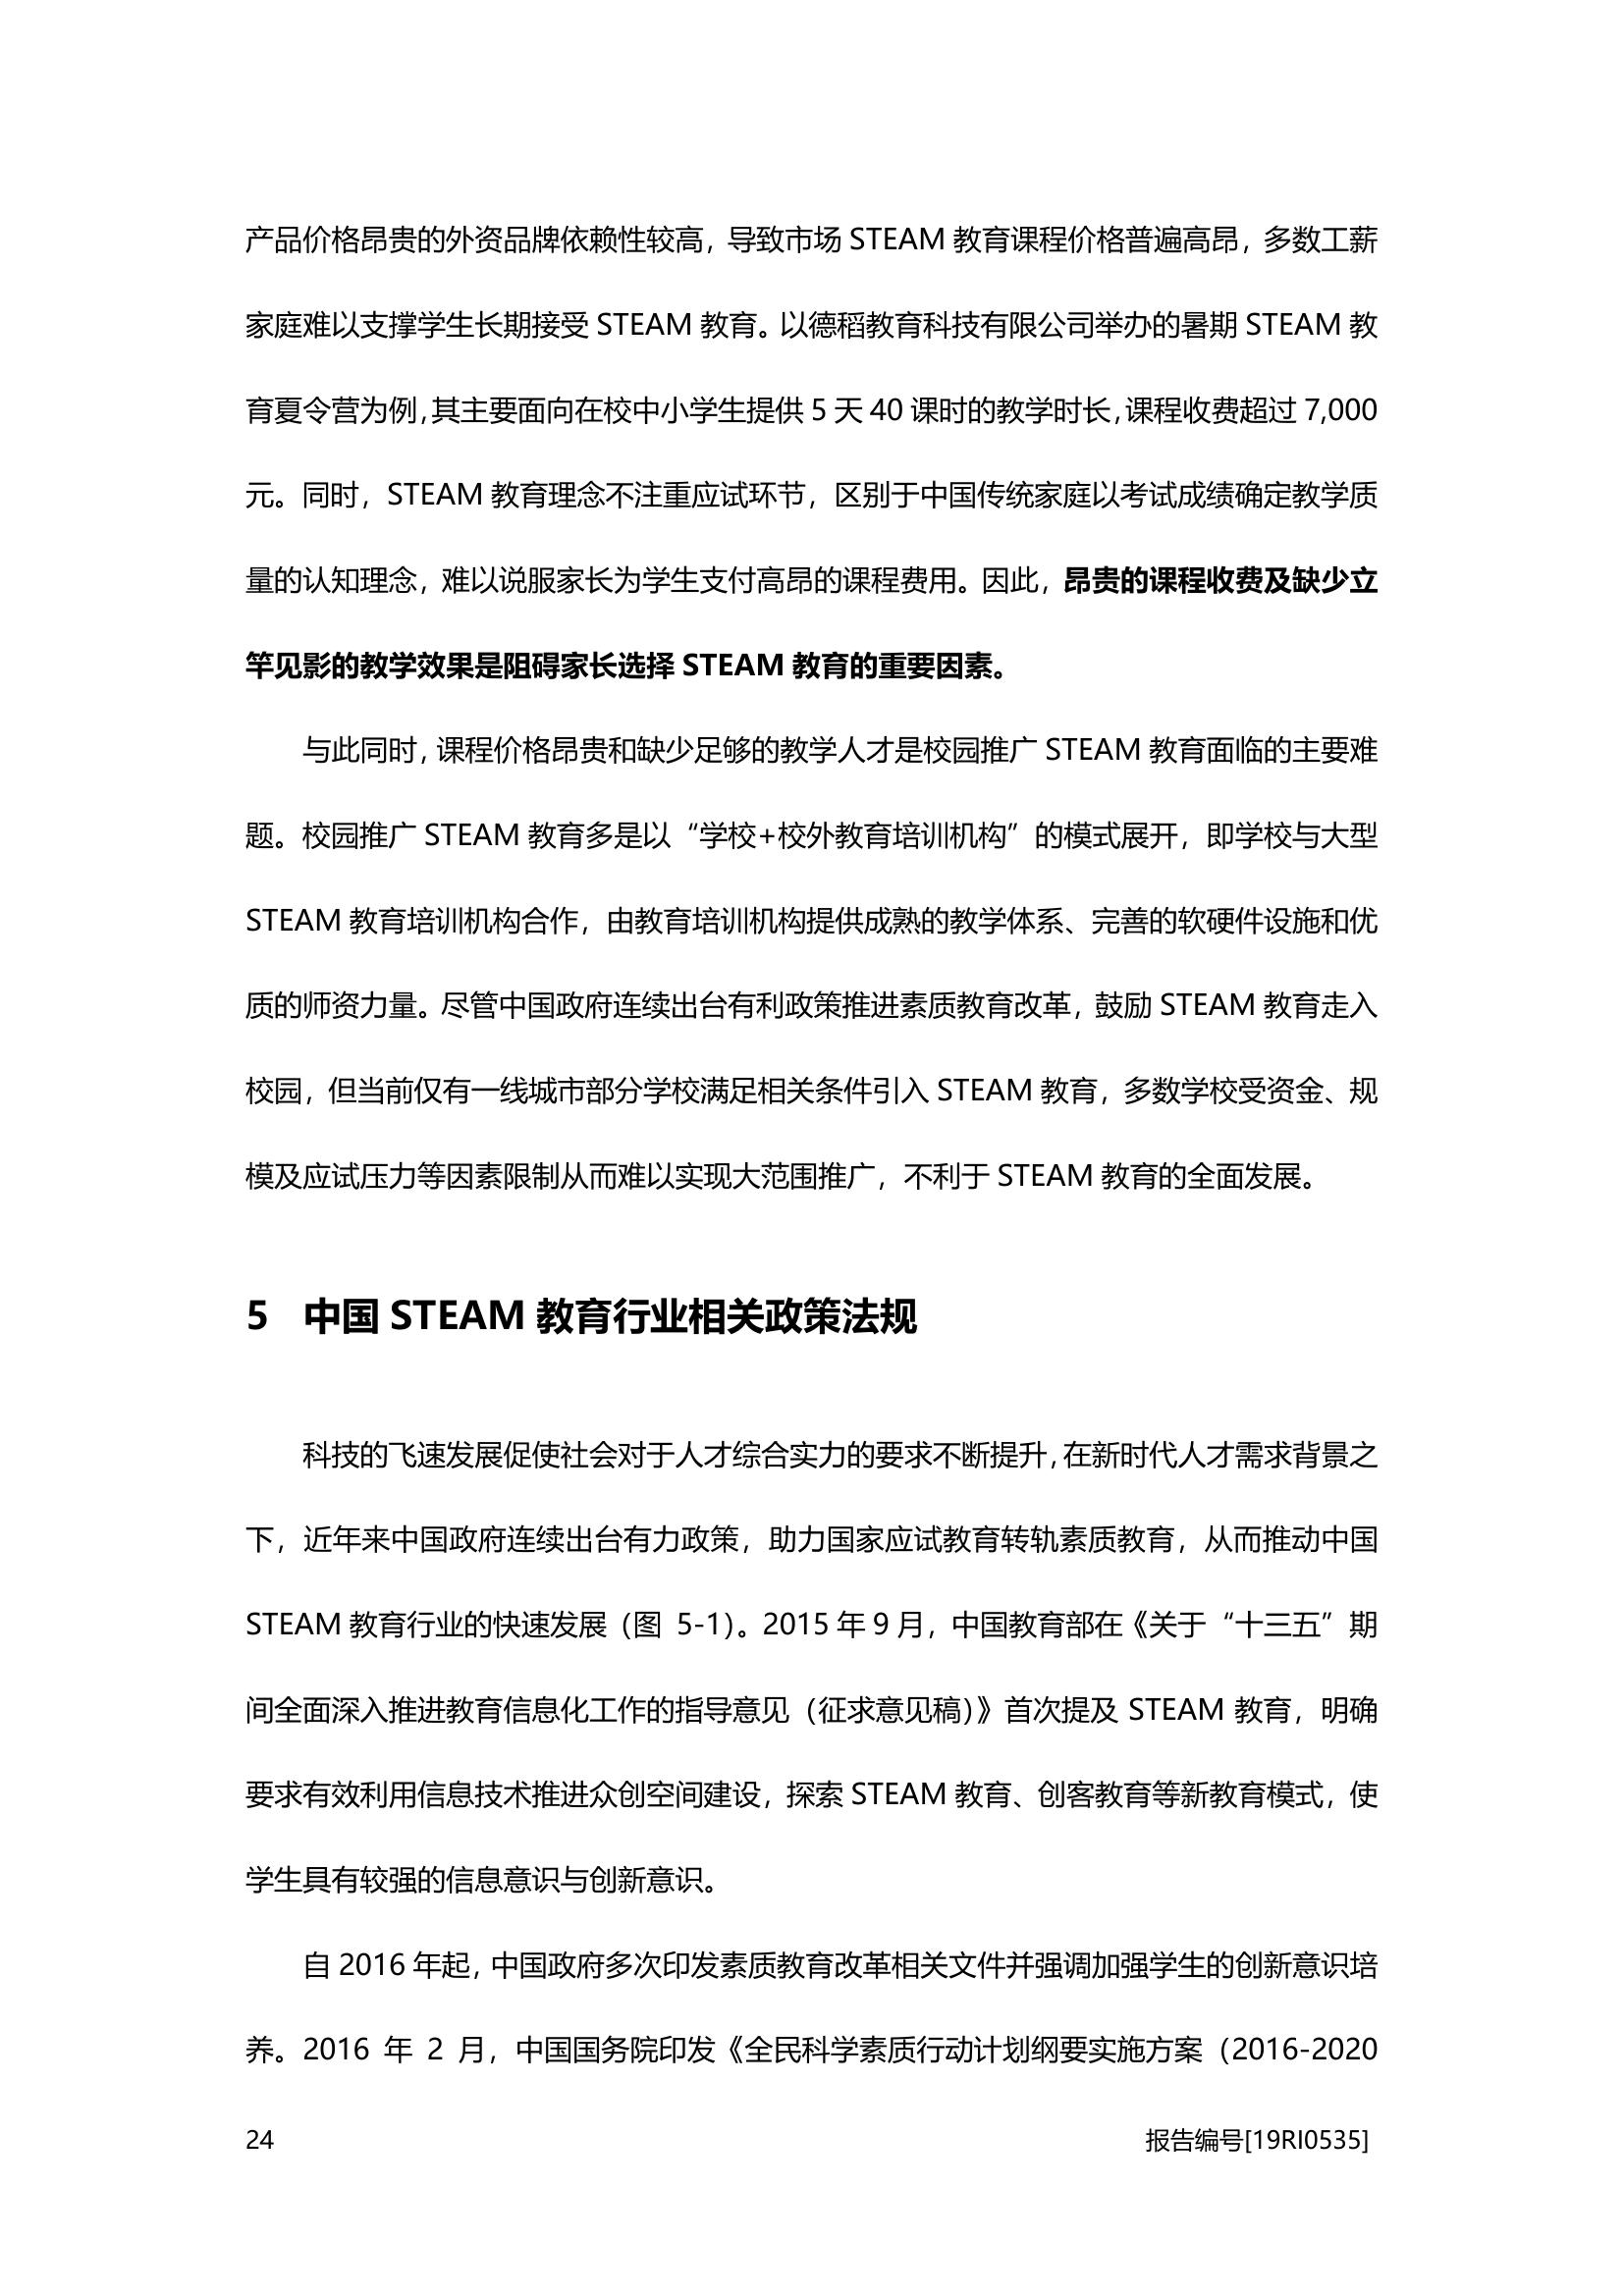 产品价格昂贵的外资品牌依赖性较高，导致市场 STEAM 教育课程价格普遍高昂，多数工薪
家庭难以支撑学生长期接受 STEAM 教育。以德稻教育科技有限公司举办的暑期 STEAM 教
育夏令营为例，其主要面向在校中小学生提供 5 天 40 课时的教学时长，课程收费超过 7,000
元。同时，STEAM 教育理念不注重应试环节，区别于中国传统家庭以考试成绩确定教学质
量的认知理念，难以说服家长为学生支付高昂的课程费用。因此，昂贵的课程收费及缺少立
竿见影的教学效果是阻碍家长选择 STEAM 教育的重要因素。
与此同时，课程价格昂贵和缺少足够的教学人才是校园推广 STEAM 教育面临的主要难
题。校园推广 STEAM 教育多是以“学校+校外教育培训机构”的模式展开，即学校与大型
STEAM 教育培训机构合作，由教育培训机构提供成熟的教学体系、完善的软硬件设施和优
质的师资力量。尽管中国政府连续出台有利政策推进素质教育改革，鼓励 STEAM 教育走入
校园，但当前仅有一线城市部分学校满足相关条件引入 STEAM 教育，多数学校受资金、规
模及应试压力等因素限制从而难以实现大范围推广，不利于 STEAM 教育的全面发展。
5 中国 STEAM 教育行业相关政策法规
科技的飞速发展促使社会对于人才综合实力的要求不断提升，在新时代人才需求背景之
下，近年来中国政府连续出台有力政策，助力国家应试教育转轨素质教育，从而推动中国
STEAM 教育行业的快速发展（图 5-1）。2015 年 9 月，中国教育部在《关于“十三五”期
间全面深入推进教育信息化工作的指导意见（征求意见稿）》首次提及 STEAM 教育，明确
要求有效利用信息技术推进众创空间建设，探索 STEAM 教育、创客教育等新教育模式，使
学生具有较强的信息意识与创新意识。
自 2016 年起，中国政府多次印发素质教育改革相关文件并强调加强学生的创新意识培
养。2016 年 2 月，中国国务院印发《全民科学素质行动计划纲要实施方案（2016-2020
24 报告编号[19RI0535]